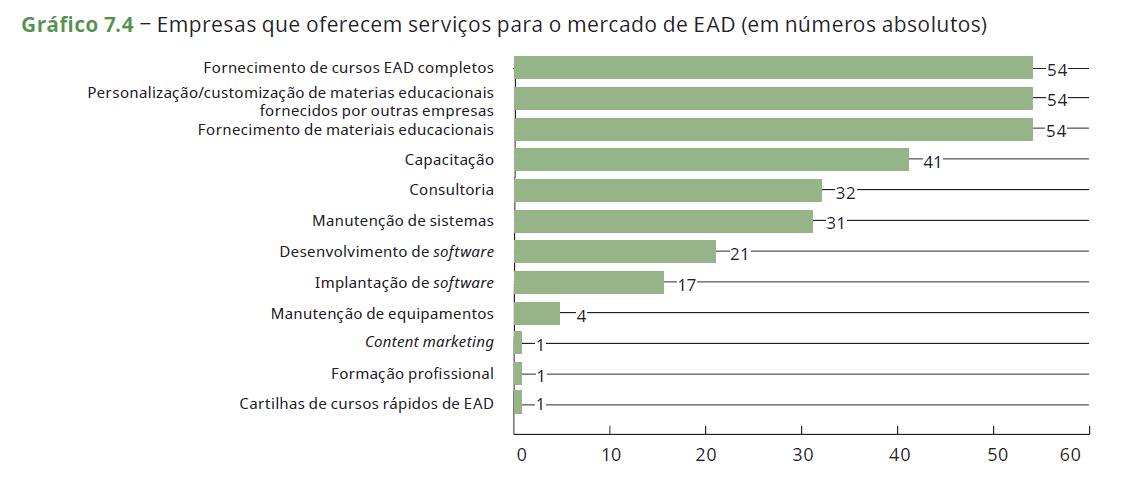 Gráfico 7.4 – Empresas que oferecem serviços para o mercado de EAD (em números absolutos)
Fornecimento de cursos EAD completos 54
Personalização/customização de materias educacionais
fornecidos por outras empresas 54
Fornecimento de materiais educacionais 54
Capacitação 41
Consultoria 32
Manutenção de sistemas 31
Desenvolvimento de software 21
Implantação de software 17
Manutenção de equipamentos 4
Content marketing 1
Formação profissional 1
Cartilhas de cursos rápidos de EAD 1
0 10 20 30 40 50 60